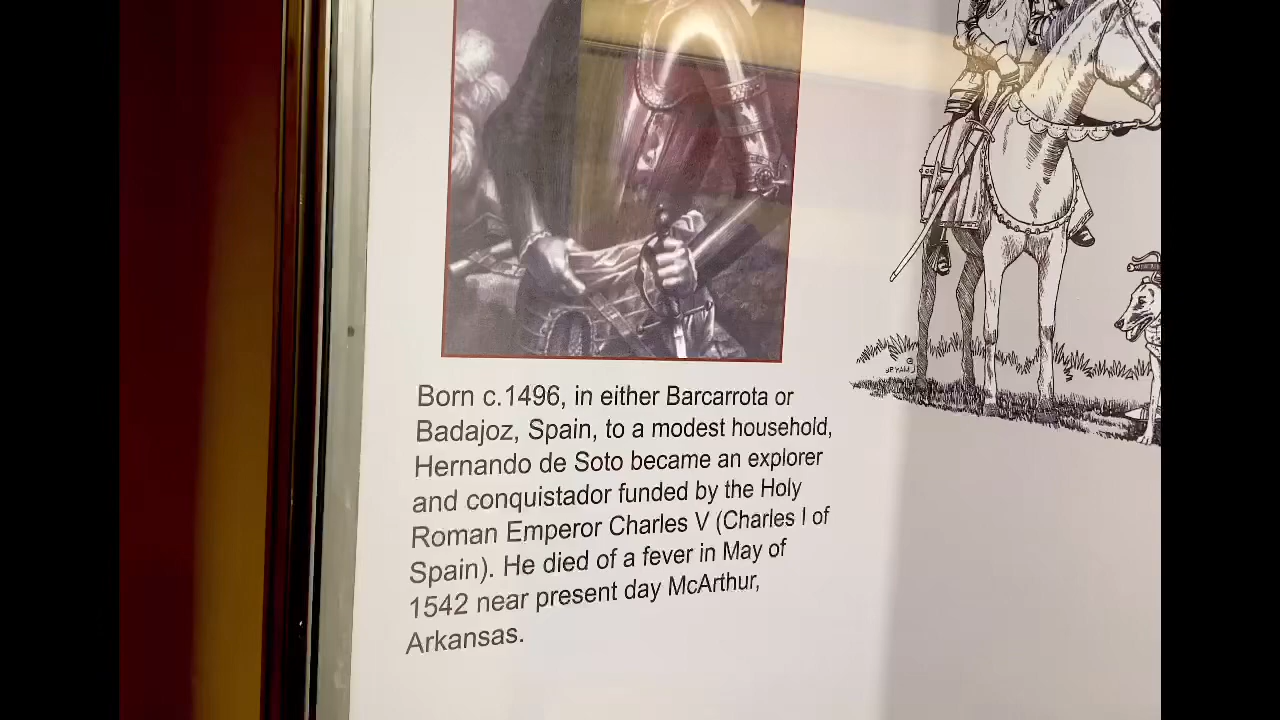 Born c.1496, in either Barcarrota or
Badajoz, Spain, to a modest household,
Hernando de Soto became an explorer
and conquistador funded by the Holy
Roman Emperor Charles V (Charles I of
Spain). He died of a fever in May of
1542 near present day McArthur,
Arkansas.